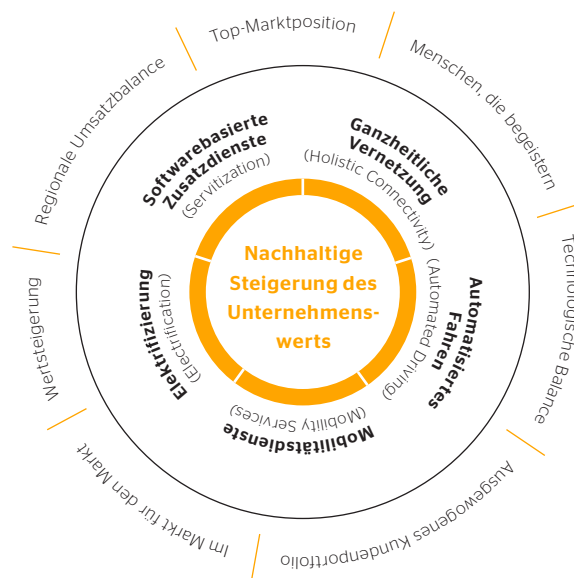 Top-Marktposition
Menschen, die begeistern
Technologische Balance
Ausgewogenes Kundenportfolio
Im Markt für den Markt
Wertsteigerung
Regionale Umsatzbalance
Softwarebasierte
Zusatzdienste
(Servitization)
Ganzheitliche
Vernetzung
(Holistic Connectivity)
Automatisiertes
Fahren
(Automated Driving)
Mobilitätsdienste
(Mobility Services)
Elektrifizierung
(Electrification)
Nachhaltige
Steigerung des
Unternehmens-
werts